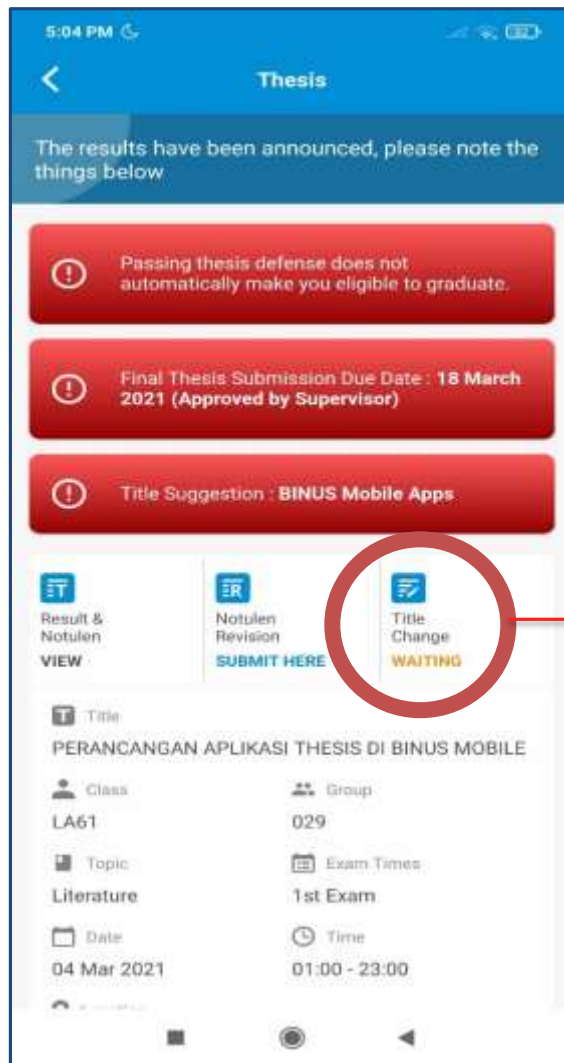 5:04 PM
Thesis
The results have been announced, please note the
things below
Passing thesis defense does not
automatically make you eligible to graduate.
Final Thesis Submission Due Date : 18 March
2021 (Approved by Supervisor)
Title Suggestion : BINUS Mobile Apps
Result &
Notulen
VIEW
Notulen
Revision
SUBMIT HERE
Title
Change
WAITING
Title
PERANCANGAN APLIKASI THESIS DI BINUS MOBILE
Class
Group
LA61
029
Topic
Exam Times
Literature
1st Exam
Date
Time
04 Mar 2021
01:00 - 23:00